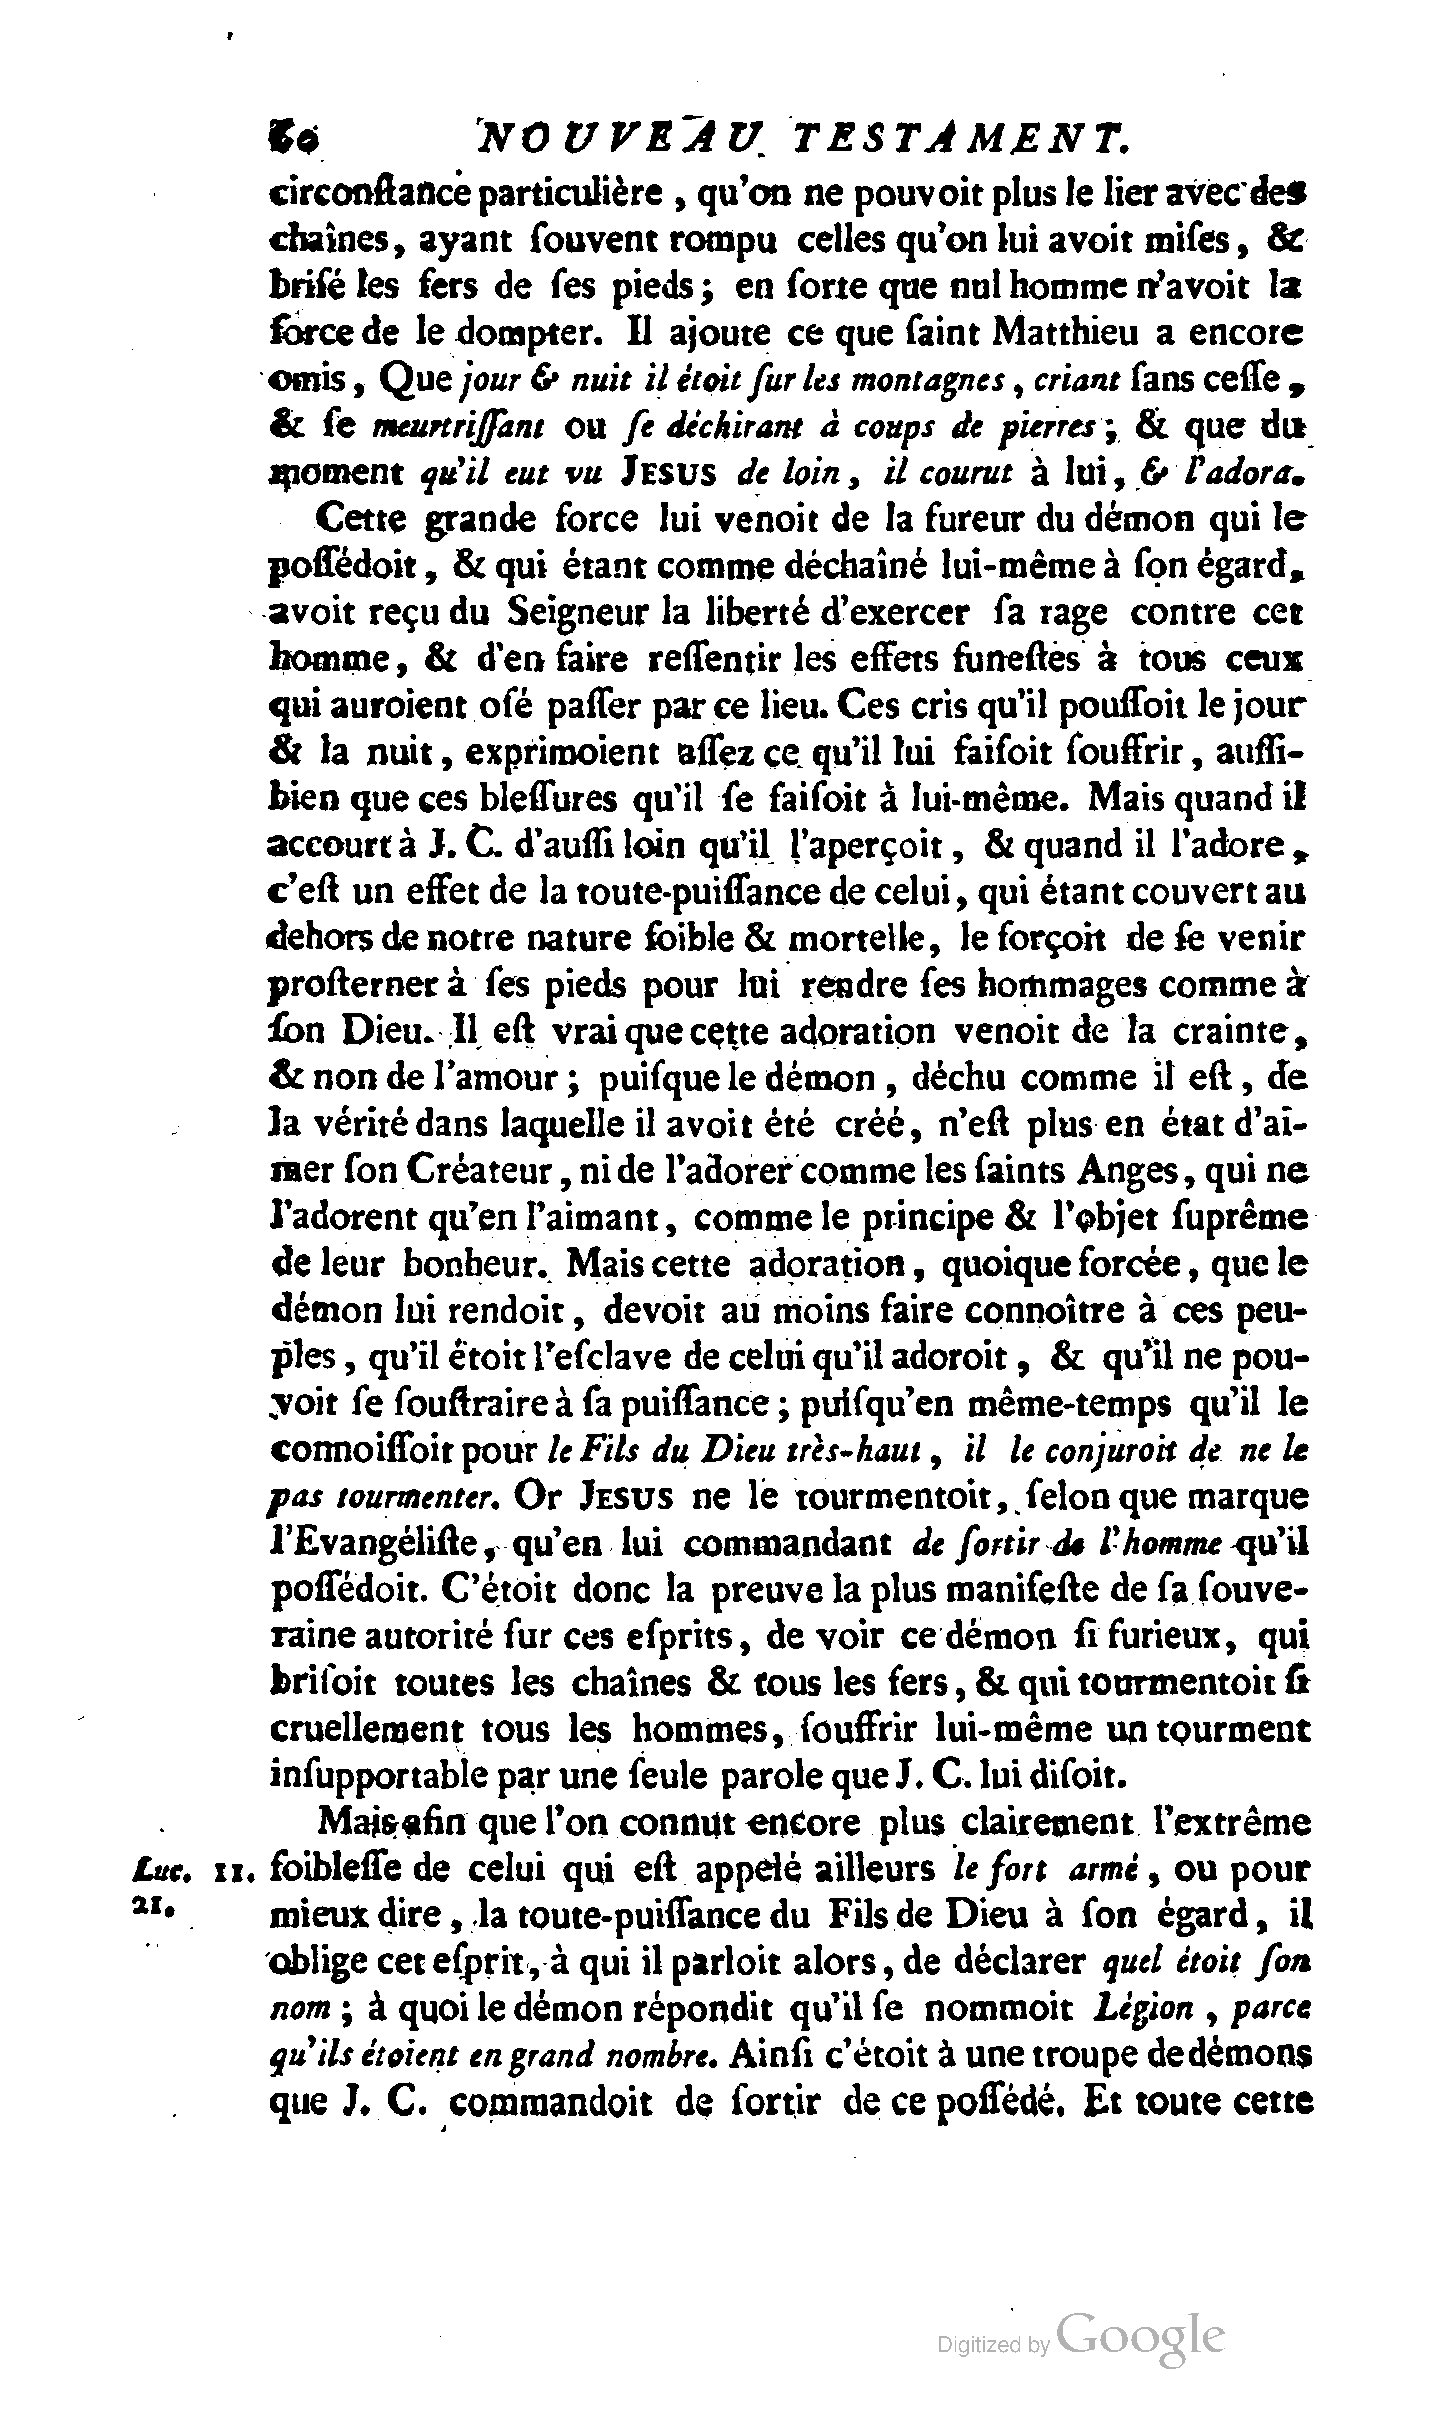 60 NOUVEAU TESTAMENT.
circonſtance particulière, qu'on ne pouvoit plus le lier avec des
chaînes, ayant ſouvent rompu celles qu'on lui avoit miſes, &
briſé les fers de ſes pieds; en ſorte que nul homme n'avoit la
force de le dompter. Il ajoute ce que ſaint Matthieu a encore
omis, Que jour & nuit il étoit ſur les montagnes, criant ſans ceſſe,
& ſe meurtriſſant ou ſe déchirant à coups de pierres; & que du
moment qu'il eut vu JESUS de loin, il courut à lui, & l'adora.
Cette grande force lui venoit de la fureur du démon qui le
poſſédoit, & qui étant comme déchaîné lui-même à ſon égard,
avoit reçu du Seigneur la liberté d'exercer ſa rage contre cet
homme, & d'en faire reſſentir les effets funeſtes à tous ceux
qui auroient oſé paſſer par ce lieu. Ces cris qu'il pouſſoit le jour
& la nuit, exprimoient aſſez ce qu'il lui faiſoit ſouffrir, auſſi-
bien que ces bleſſures qu'il ſe faiſoit à lui-même. Mais quand il
accourt à J. C. d'auſſi loin qu'il l'aperçoit, & quand il l'adore,
c'eſt un effet de la toute-puiſſance de celui, qui étant couvert au
dehors de notre nature foible & mortelle, le forçoit de ſe venir
proſterner à ſes pieds pour lui rendre ſes hommages comme à
ſon Dieu. Il eſt vrai que cette adoration venoit de la crainte,
& non de l'amour; puiſque le démon, déchu comme il eſt, de
la vérité dans laquelle il avoit été créé, n'eſt plus en état d'ai-
mer ſon Créateur, ni de l'adorer comme les ſaints Anges, qui ne
l'adorent qu'en l'aimant, comme le principe & l'objet ſuprême
de leur bonheur. Mais cette adoration, quoique forcée, que le
démon lui rendoit, devoit au moins faire connoître à ces peu-
ples, qu'il étoit l'eſclave de celui qu'il adoroit, & qu'il ne pou-
voit ſe ſouſtraire à ſa puiſſance; puiſqu'en même-temps qu'il le
connoiſſoit pour le Fils du Dieu très-haut, il le conjuroit de ne le
pas tourmenter. Or JESUS ne le tourmentoit, ſelon que marque
l'Evangéliſte, qu'en lui commandant de ſortir de l'homme qu'il
poſſédoit. C'étoit donc la preuve la plus manifeſte de ſa ſouve-
raine autorité ſur ces eſprits, de voir ce démon ſi furieux, qui
briſoit toutes les chaînes & tous les fers, & qui tourmentoit ſi
cruellement tous les hommes, ſouffrir lui-même un tourment
inſupportable par une ſeule parole que J. C. lui diſoit.
Mais afin que l'on connut encore plus clairement l'extrême
Luc. 11. foibleſſe de celui qui eſt appelé ailleurs le fort armé, ou pour
21. mieux dire, la toute-puiſſance du Fils de Dieu à ſon égard, il
oblige cet eſprit, à qui il parloit alors, de déclarer quel étoit ſon
nom; à quoi le démon répondit qu'il ſe nommoit Légion, parce
qu'ils étoient en grand nombre. Ainſi c'étoit à une troupe de démons
que J. C. commandoit de ſortir de ce poſſédé. Et toute cette
Digitized by Google